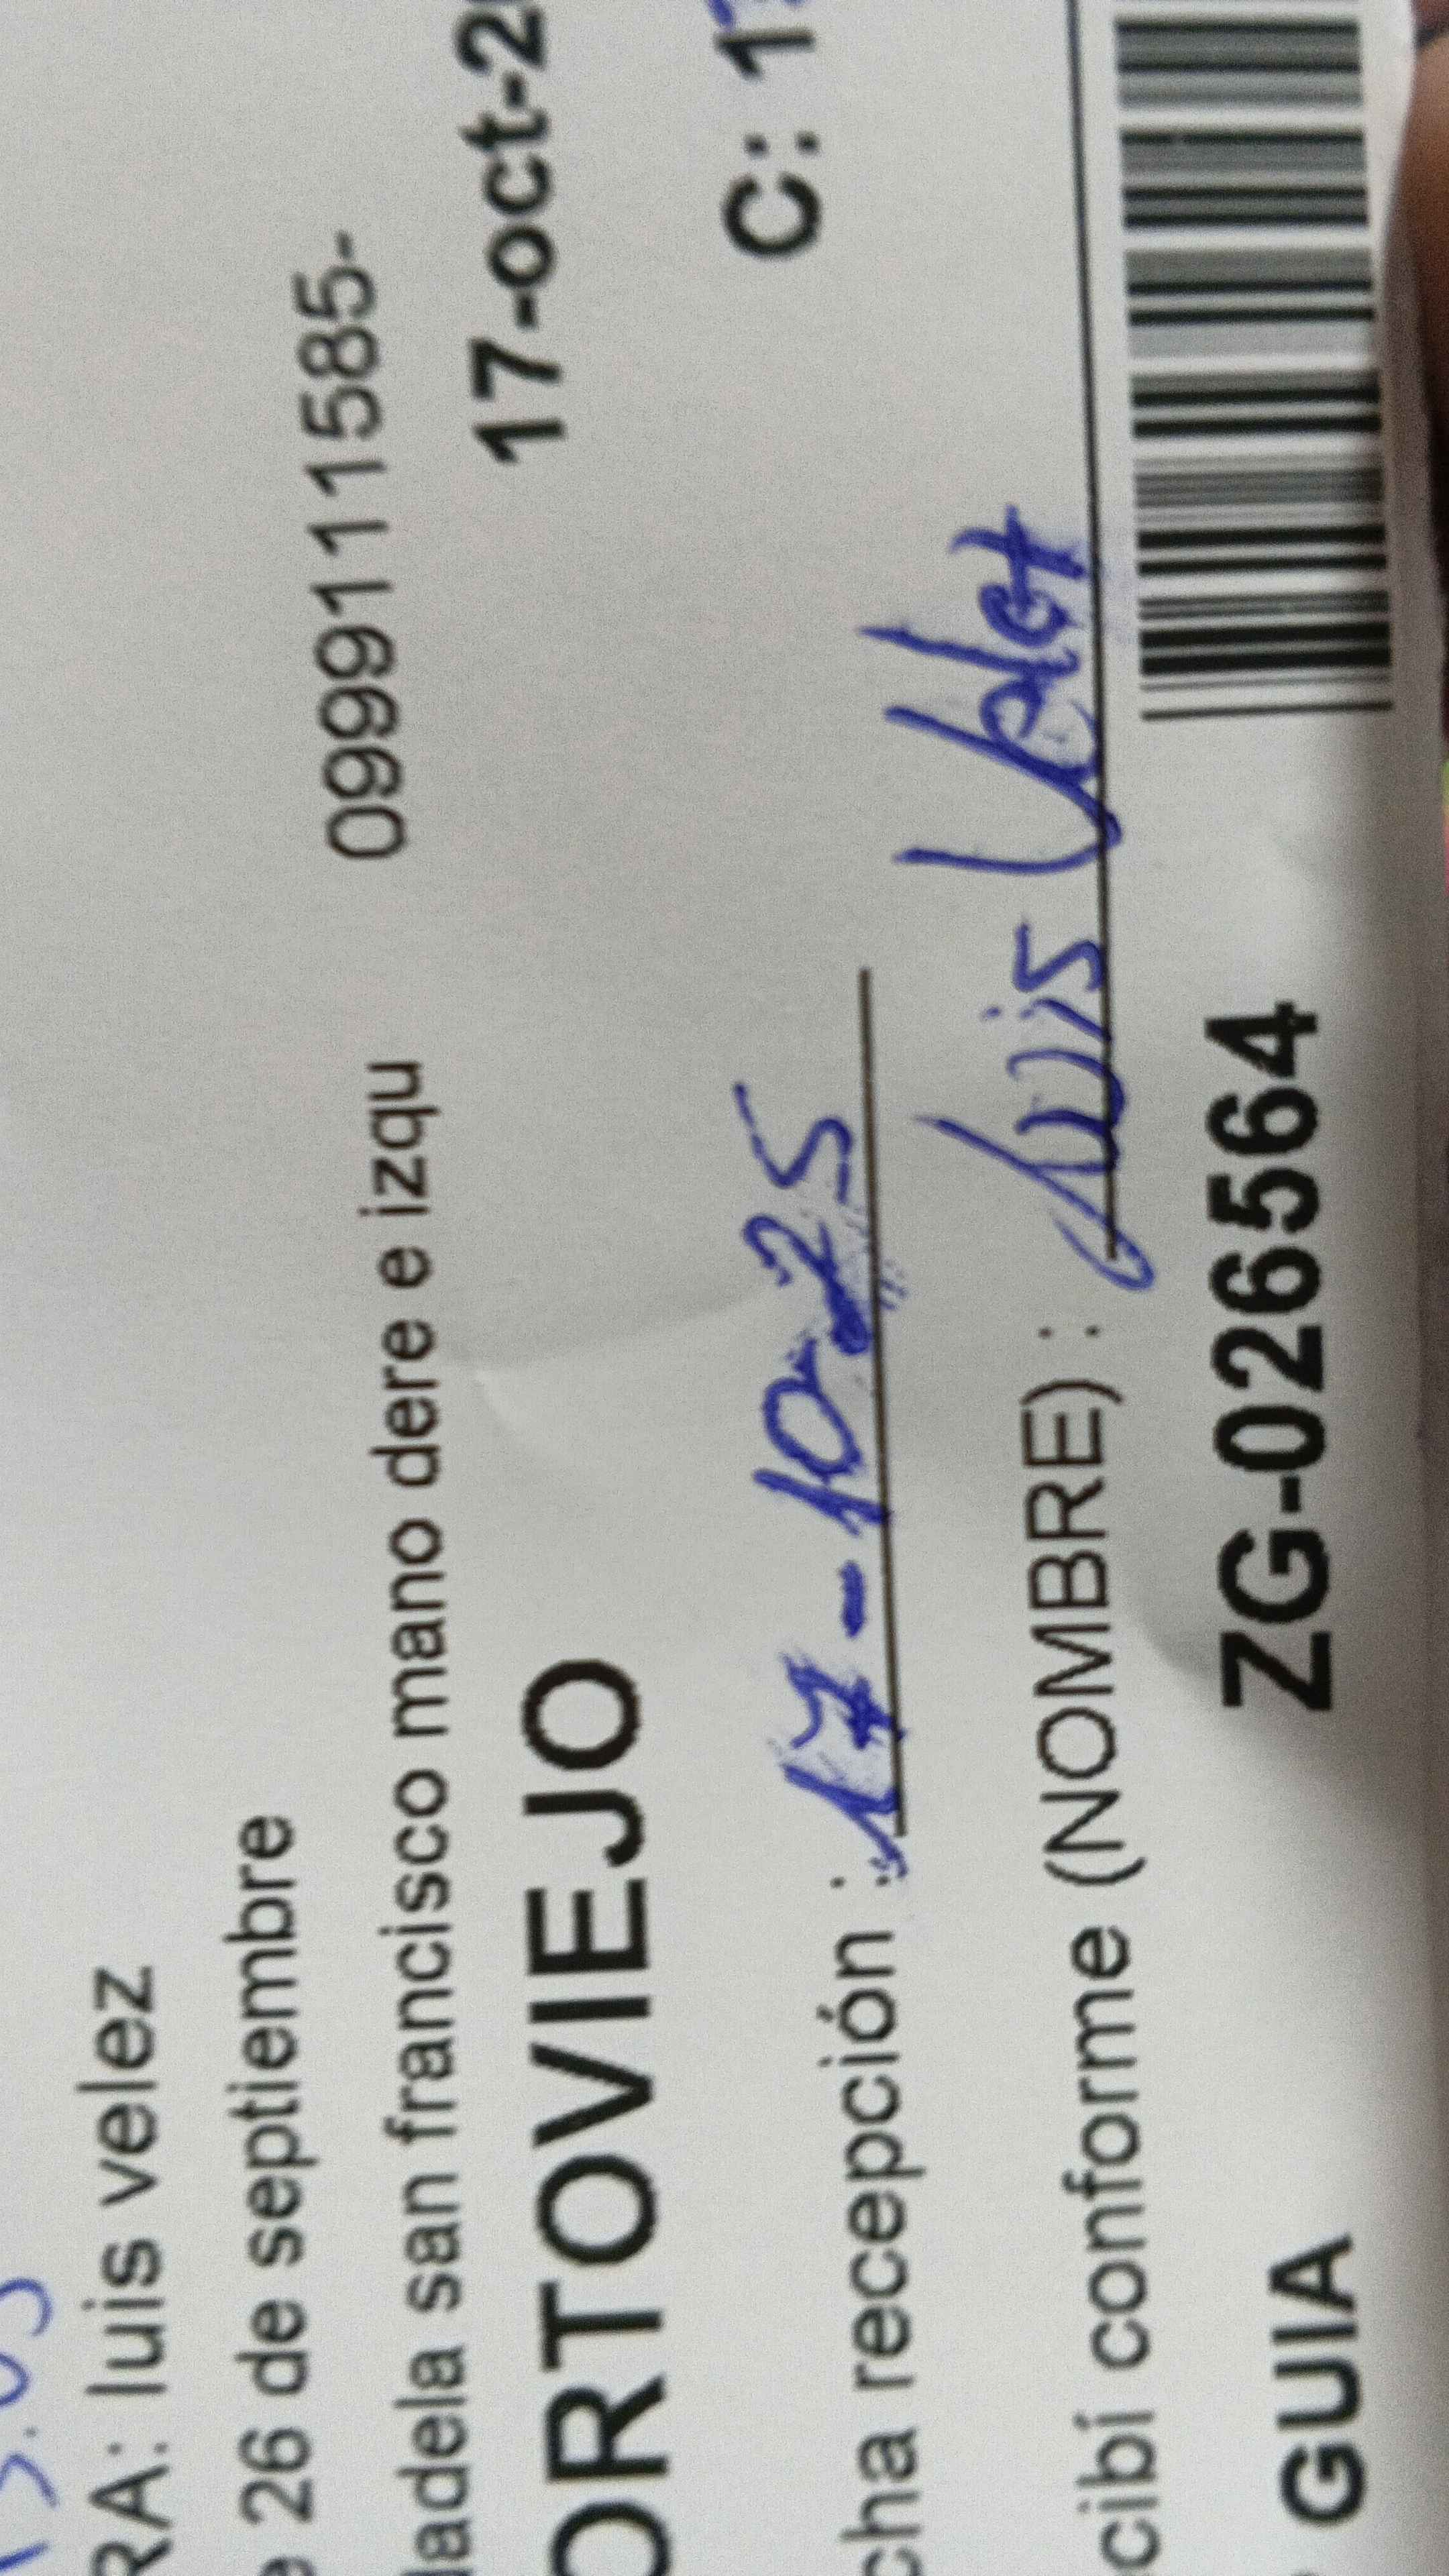 RA: luis velez
e 26 de septiembre 0999111585-
ladela san francisco mano dere e izqu
ORTOVIEJO 17-oct-2
cha recepción : 17-10-25 C: 1
cibí conforme (NOMBRE) : Luis Velez
GUIA ZG-026564